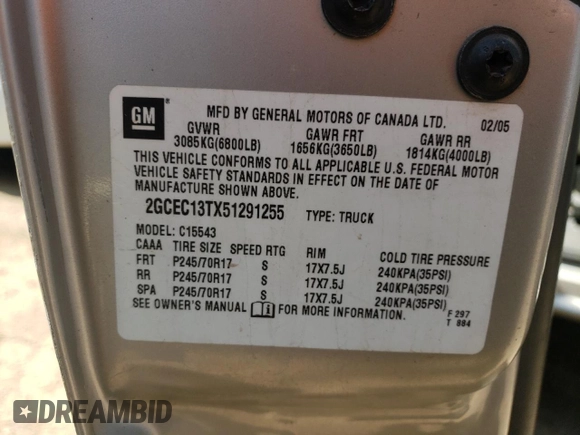 GM
MFD BY GENERAL MOTORS OF CANADA LTD. 02/05
GVWR GAWR FRT GAWR RR
3085KG(6800LB) 1656KG(3650LB) 1814KG(4000LB)
THIS VEHICLE CONFORMS TO ALL APPLICABLE U.S. FEDERAL MOTOR
VEHICLE SAFETY STANDARDS IN EFFECT ON THE DATE OF
MANUFACTURE SHOWN ABOVE.
2GCEC13TX51291255 TYPE: TRUCK
MODEL: C15543
CAAA TIRE SIZE SPEED RTG RIM COLD TIRE PRESSURE
FRT P245/70R17 S 17X7.5J 240KPA(35PSI)
RR P245/70R17 S 17X7.5J 240KPA(35PSI)
SPA P245/70R17 S 17X7.5J 240KPA(35PSI)
SEE OWNER'S MANUAL FOR MORE INFORMATION.
F 297
T 884
DREAMBID